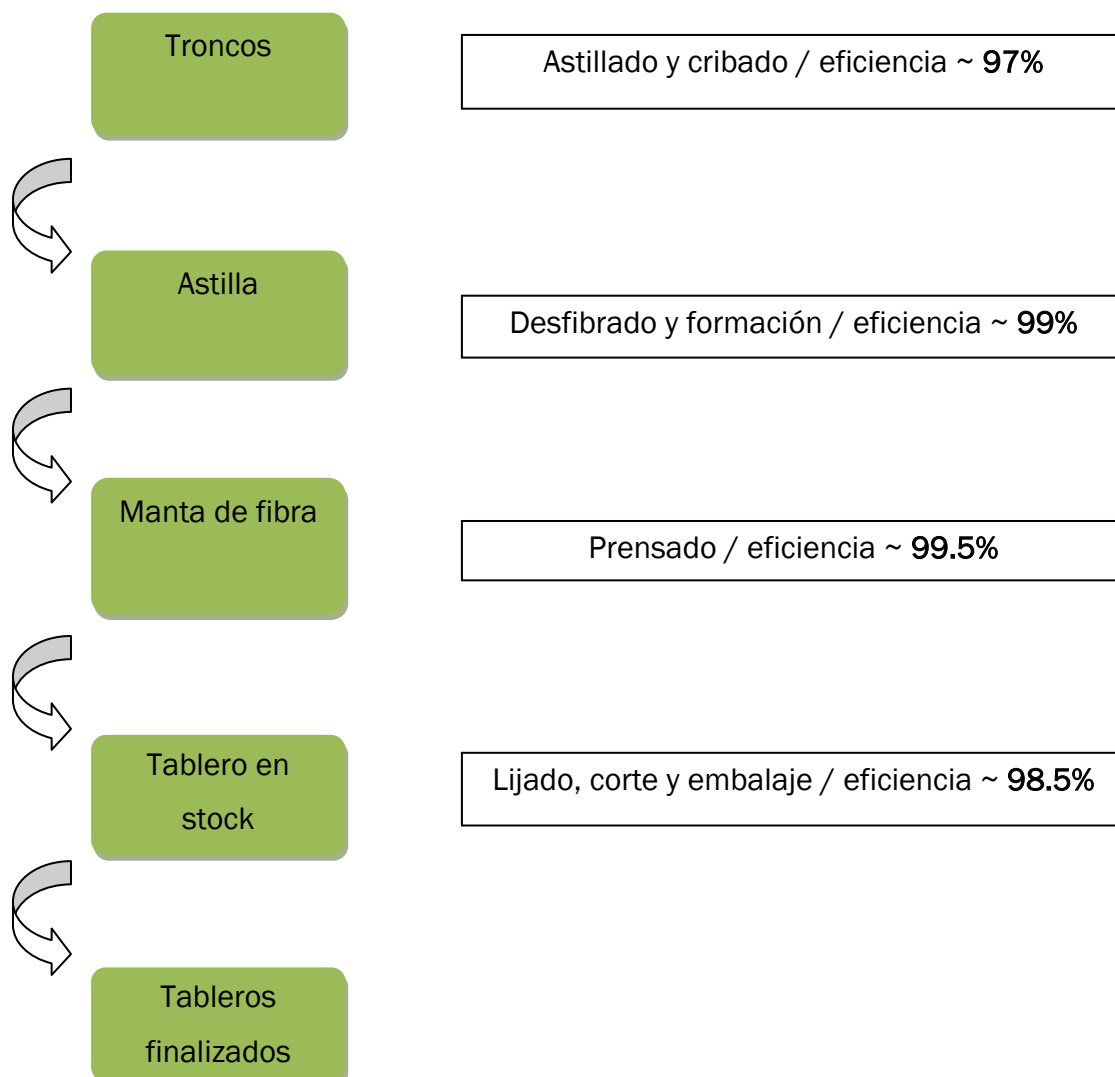 Troncos
Astillado y cribado / eficiencia ~ 97%
Astilla
Desfibrado y formación / eficiencia ~ 99%
Manta de fibra
Prensado / eficiencia ~ 99.5%
Tablero en
stock
Lijado, corte y embalaje / eficiencia ~ 98.5%
Tableros
finalizados